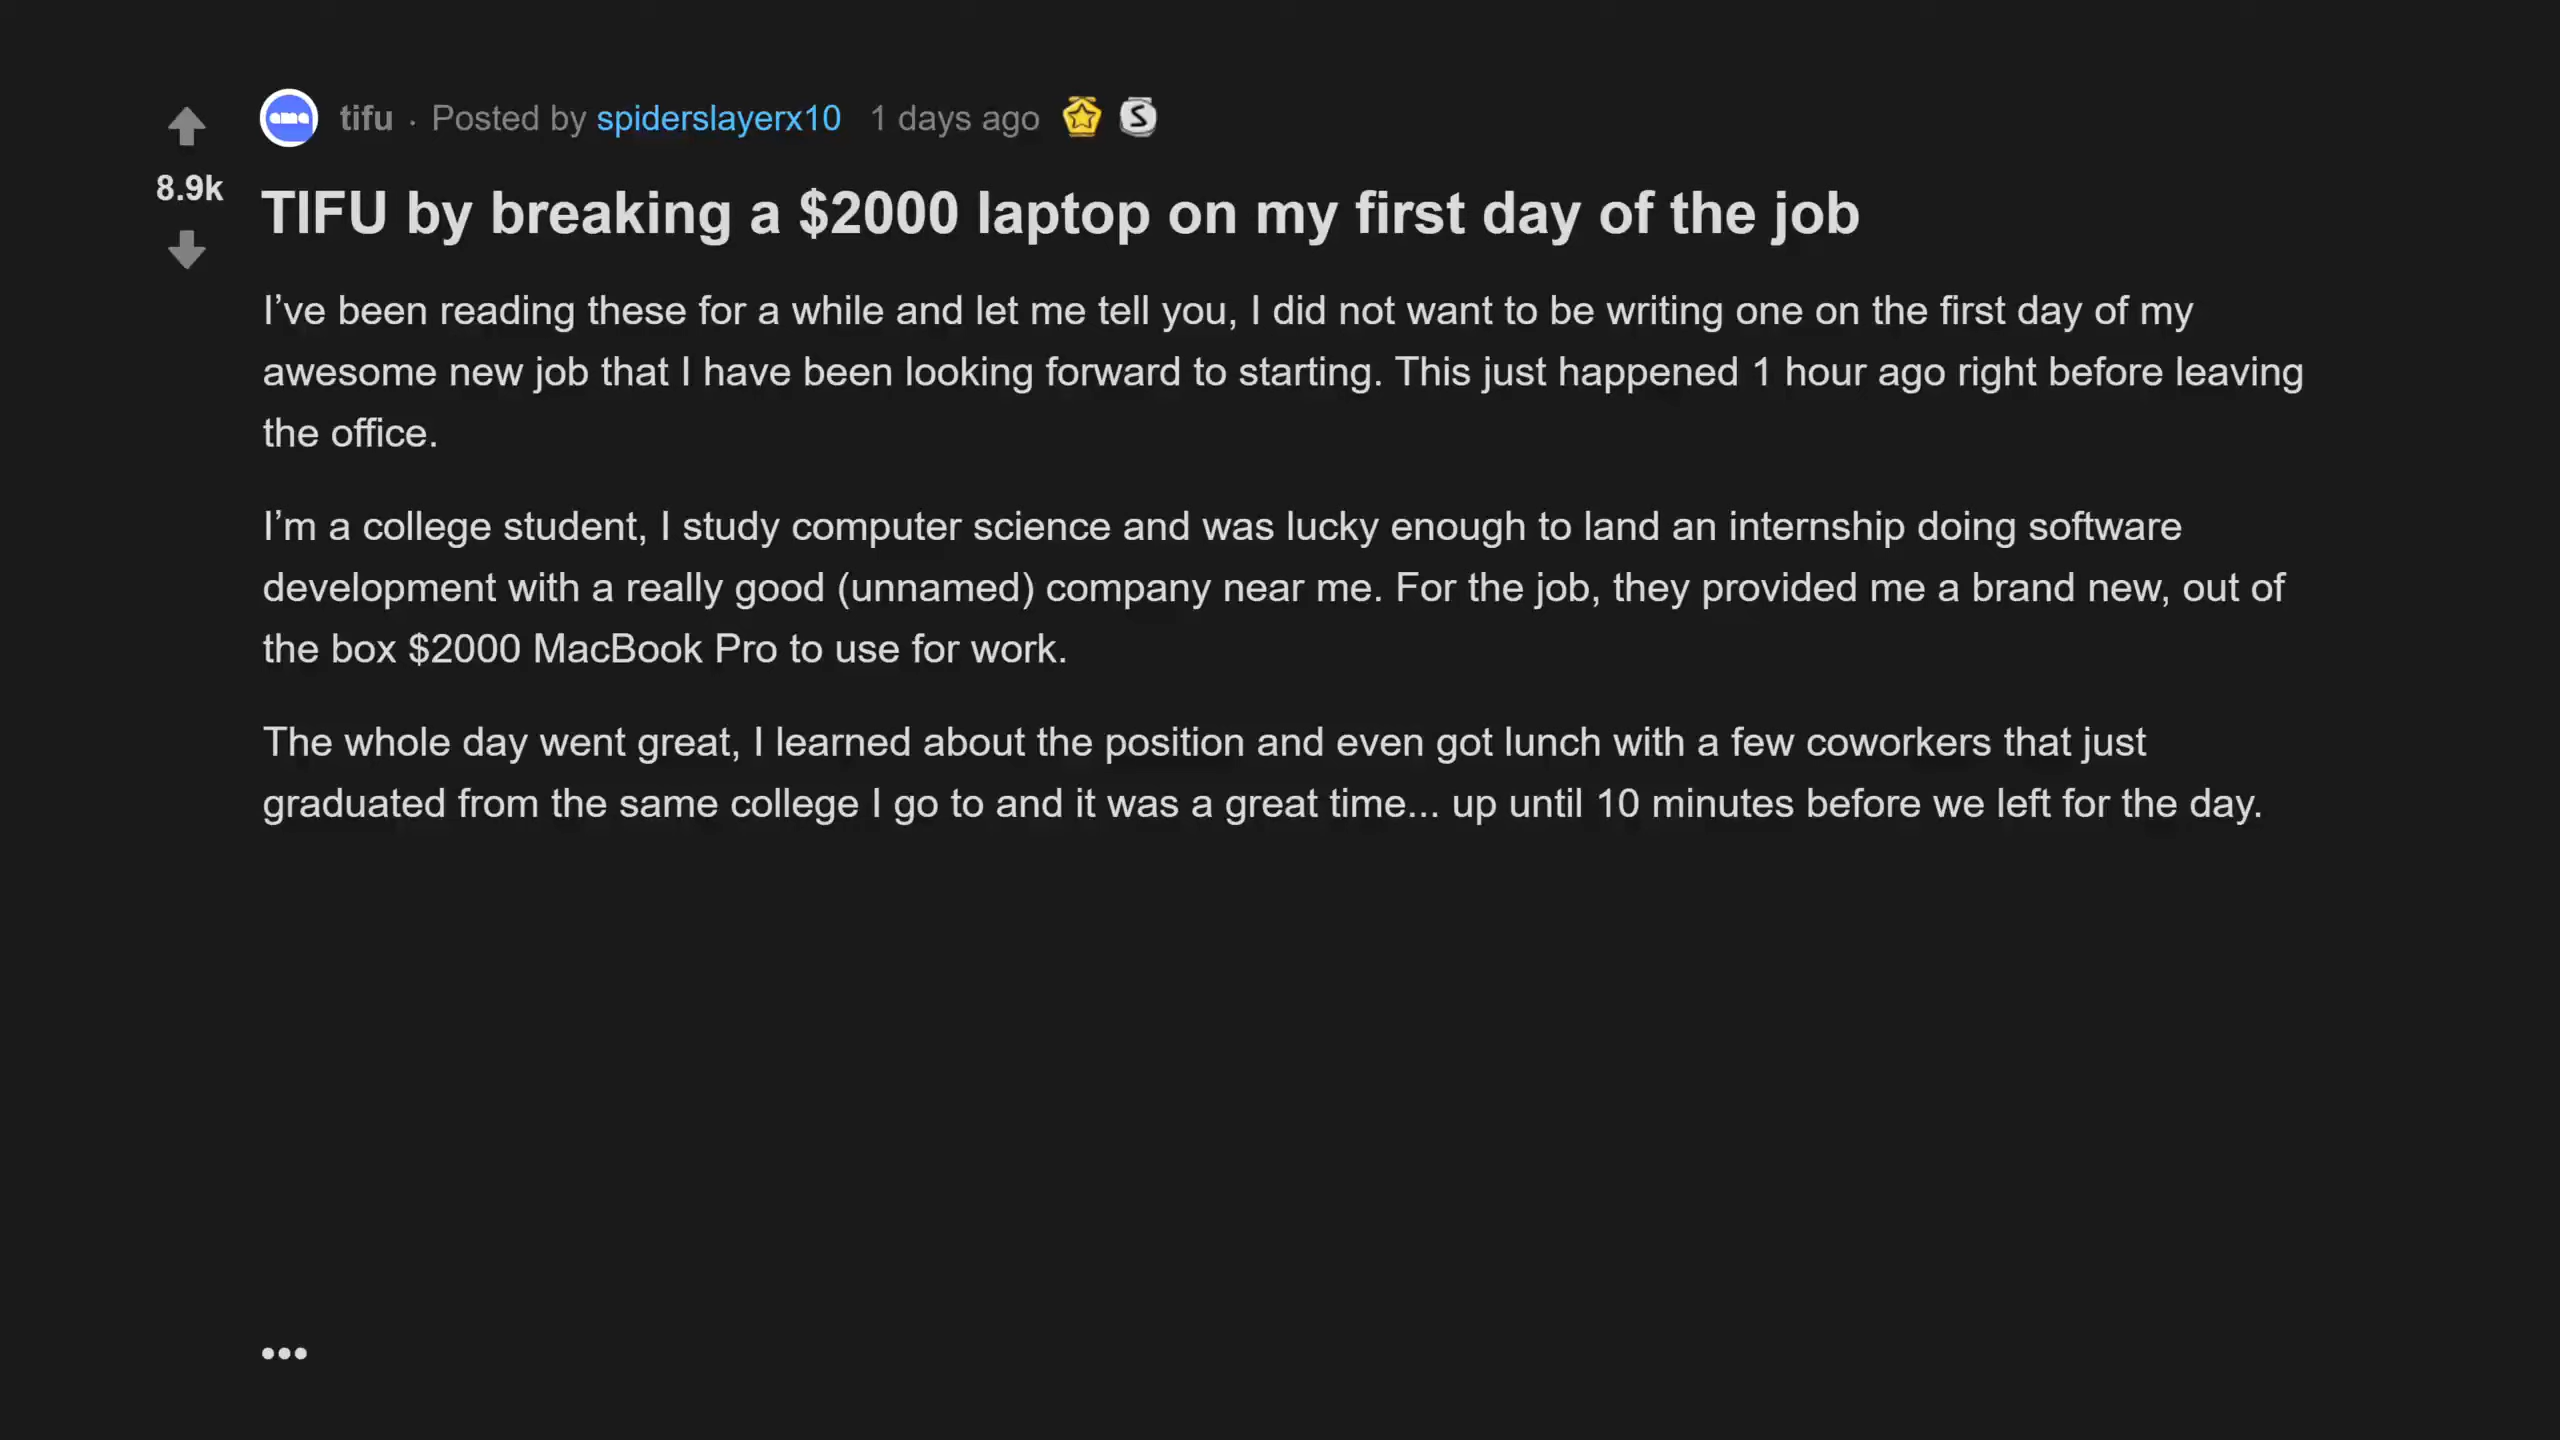 tifu · Posted by spiderslayerx10 1 days ago
8.9k
TIFU by breaking a $2000 laptop on my first day of the job
I’ve been reading these for a while and let me tell you, I did not want to be writing one on the first day of my
awesome new job that I have been looking forward to starting. This just happened 1 hour ago right before leaving
the office.
I’m a college student, I study computer science and was lucky enough to land an internship doing software
development with a really good (unnamed) company near me. For the job, they provided me a brand new, out of
the box $2000 MacBook Pro to use for work.
The whole day went great, I learned about the position and even got lunch with a few coworkers that just
graduated from the same college I go to and it was a great time... up until 10 minutes before we left for the day.